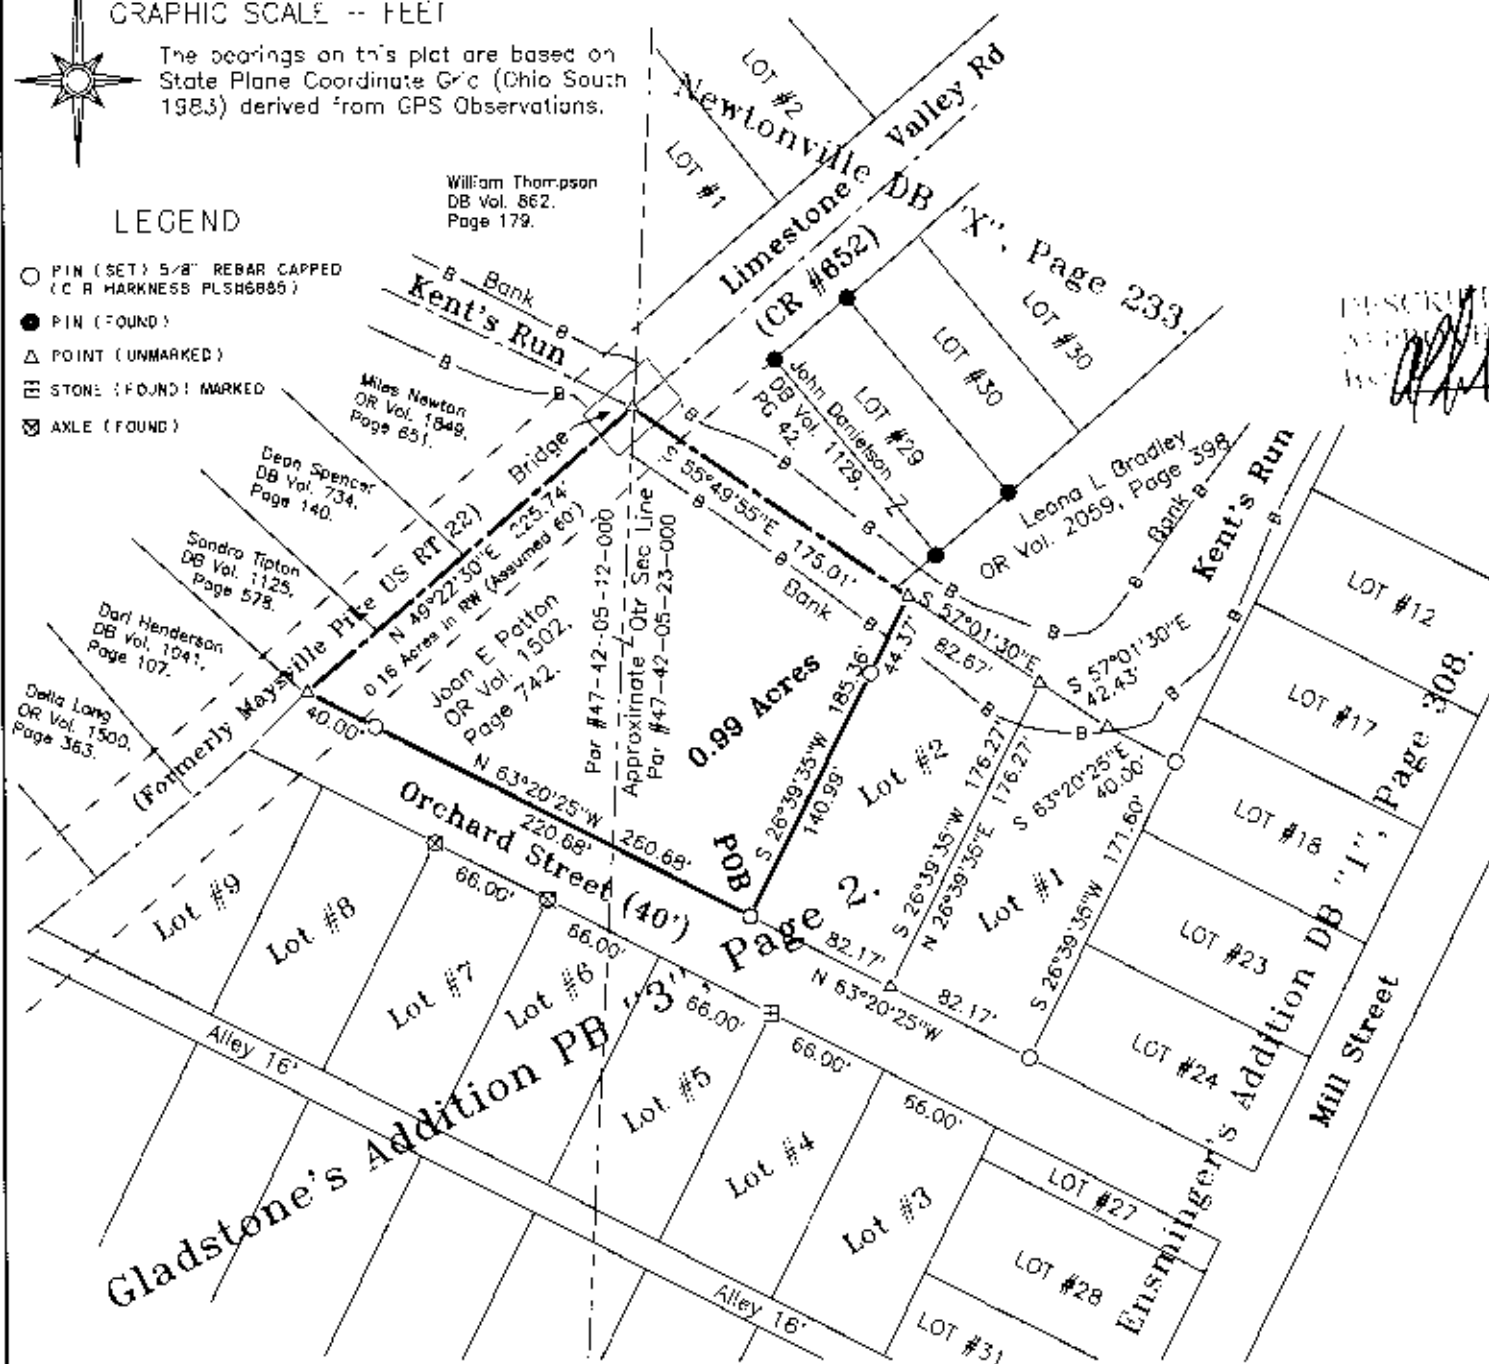 GRAPHIC SCALE -- FEET
The bearings on this plat are based on
State Plane Coordinate Grid (Ohio South
1983) derived from GPS Observations.
LEGEND
PIN (SET) 5/8" REBAR CAPPED
(C R HARKNESS PLS#6885)
PIN (FOUND)
POINT (UNMARKED)
STONE (FOUND) MARKED
AXLE (FOUND)
William Thompson
DB Vol. 862,
Page 179.
LOT #2
LOT #1
Newtonville DB "X", Page 233.
Limestone Valley Rd
(CR #652)
LOT #30
LOT #30
LOT #29
John Danielson
DB Vol. 1129,
PG 42.
Z
Leona L Bradley
OR Vol. 2059, Page 398
B Bank B
Kent's Run
B B
Bridge
Miles Newton
OR Vol. 1849,
Page 651.
Dean Spencer
DB Vol. 734,
Page 140.
Sandra Tipton
DB Vol. 1125,
Page 578.
Darl Henderson
DB Vol. 1041,
Page 107.
Della Long
OR Vol. 1500,
Page 363.
(Formerly Maysville Pike US RT 22)
N 49°22'30"E 225.74'
0.16 Acres in RW (Assumed 60')
Joan E Patton
OR Vol. 1502,
Page 742.
Par #47-42-05-12-000
Approximate Qtr Sec Line
Par #47-42-05-23-000
S 55°49'55"E 175.01'
B B B
B B Bank B
0.99 Acres
185.36'
44.37'
S 26°39'35"W
140.99'
POB
40.00'
N 63°20'25"W 260.68'
220.68'
Orchard Street (40')
S 57°01'30"E
82.67'
S 57°01'30"E
42.43'
S 63°20'25"E
40.00'
B B B Bank B
Kent's Run
B B B B
Lot #2
S 26°39'35"W 176.27'
N 26°39'35"E 176.27'
Lot #1
S 26°39'35"W 171.60'
82.17'
N 63°20'25"W
82.17'
LOT #12
LOT #17
LOT #18
LOT #23
LOT #24
Ensminger's Addition DB "1", Page 308.
Mill Street
Lot #9
Lot #8
Lot #7
Lot #6
Lot #5
Lot #4
Lot #3
66.00'
66.00'
66.00'
66.00'
66.00'
Gladstone's Addition PB "3", Page 2.
Alley 16'
Alley 16'
LOT #27
LOT #28
LOT #31